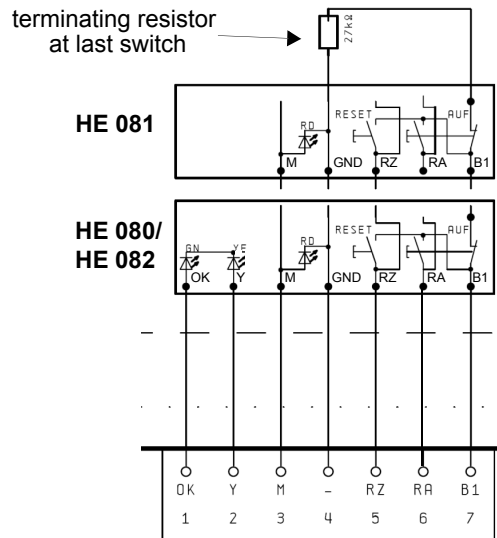 terminating resistor
at last switch
27kΩ
HE 081
RD
RESET
AUF
M
GND
RZ
RA
B1
HE 080/
HE 082
GN
YE
RD
RESET
AUF
OK
Y
M
GND
RZ
RA
B1
OK Y M – RZ RA B1
1 2 3 4 5 6 7